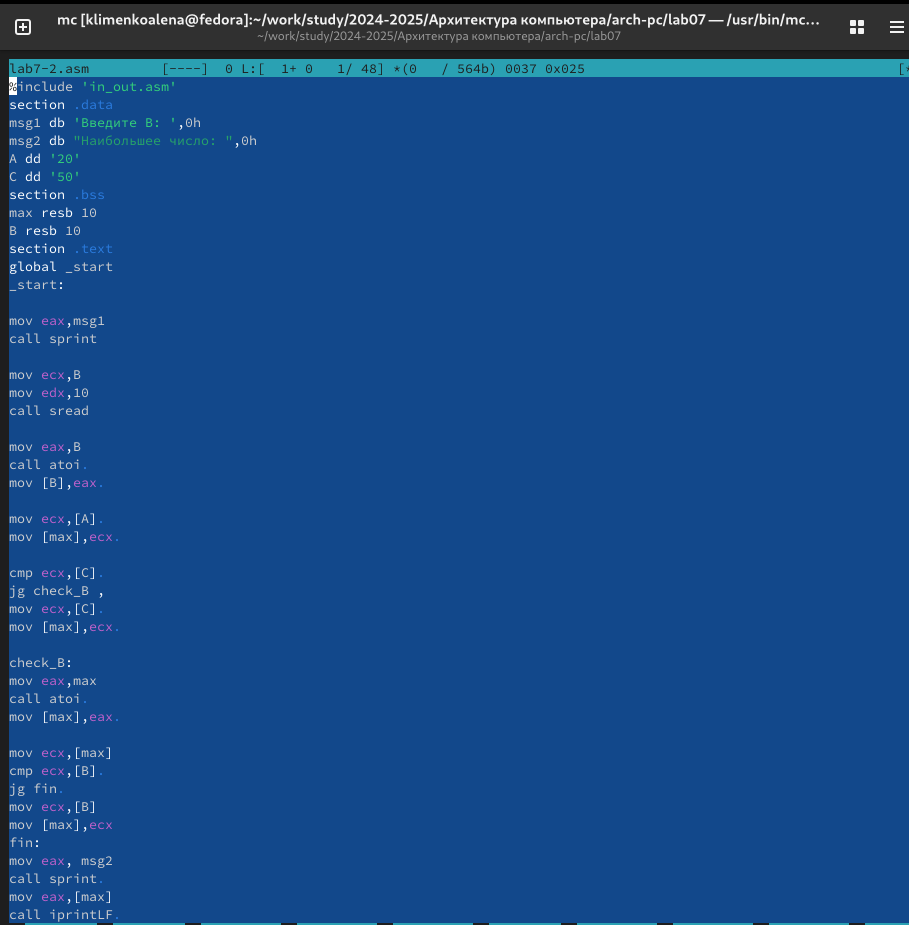 mc [klimenkoalena@fedora]:~/work/study/2024-2025/Архитектура компьютера/arch-pc/lab07 — /usr/bin/mc...
~/work/study/2024-2025/Архитектура компьютера/arch-pc/lab07
lab7-2.asm [----] 0 L:[ 1+ 0 1/ 48] *(0 / 564b) 0037 0x025 [*
%include 'in_out.asm'
section .data
msg1 db 'Введите B: ',0h
msg2 db "Наибольшее число: ",0h
A dd '20'
C dd '50'
section .bss
max resb 10
B resb 10
section .text
global _start
_start:
mov eax,msg1
call sprint
mov ecx,B
mov edx,10
call sread
mov eax,B
call atoi.
mov [B],eax.
mov ecx,[A].
mov [max],ecx.
cmp ecx,[C].
jg check_B ,
mov ecx,[C].
mov [max],ecx.
check_B:
mov eax,max
call atoi.
mov [max],eax.
mov ecx,[max]
cmp ecx,[B].
jg fin.
mov ecx,[B]
mov [max],ecx
fin:
mov eax, msg2
call sprint.
mov eax,[max]
call iprintLF.